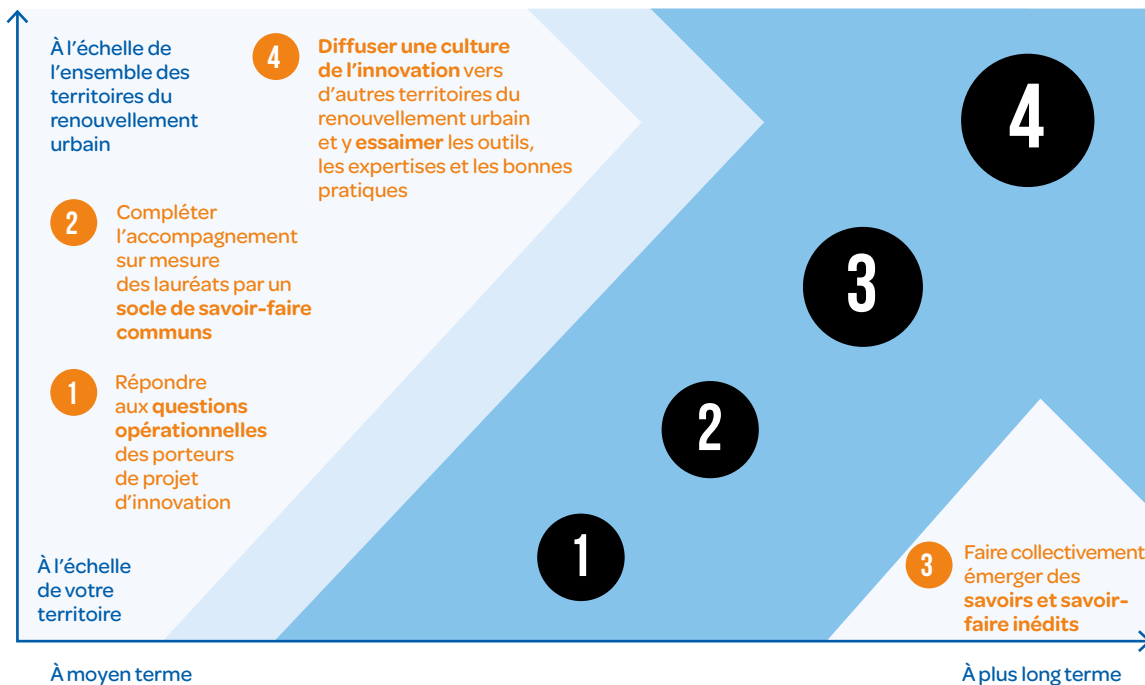 À l'échelle de
l'ensemble des
territoires du
renouvellement
urbain
4
Diffuser une culture
de l'innovation vers
d'autres territoires du
renouvellement urbain
et y essaimer les outils,
les expertises et les bonnes
pratiques
2
Compléter
l'accompagnement
sur mesure
des lauréats par un
socle de savoir-faire
communs
1
Répondre
aux questions
opérationnelles
des porteurs
de projet
d'innovation
À l'échelle
de votre
territoire
4
3
2
1
3
Faire collectivement
émerger des
savoirs et savoir-
faire inédits
À moyen terme
À plus long terme